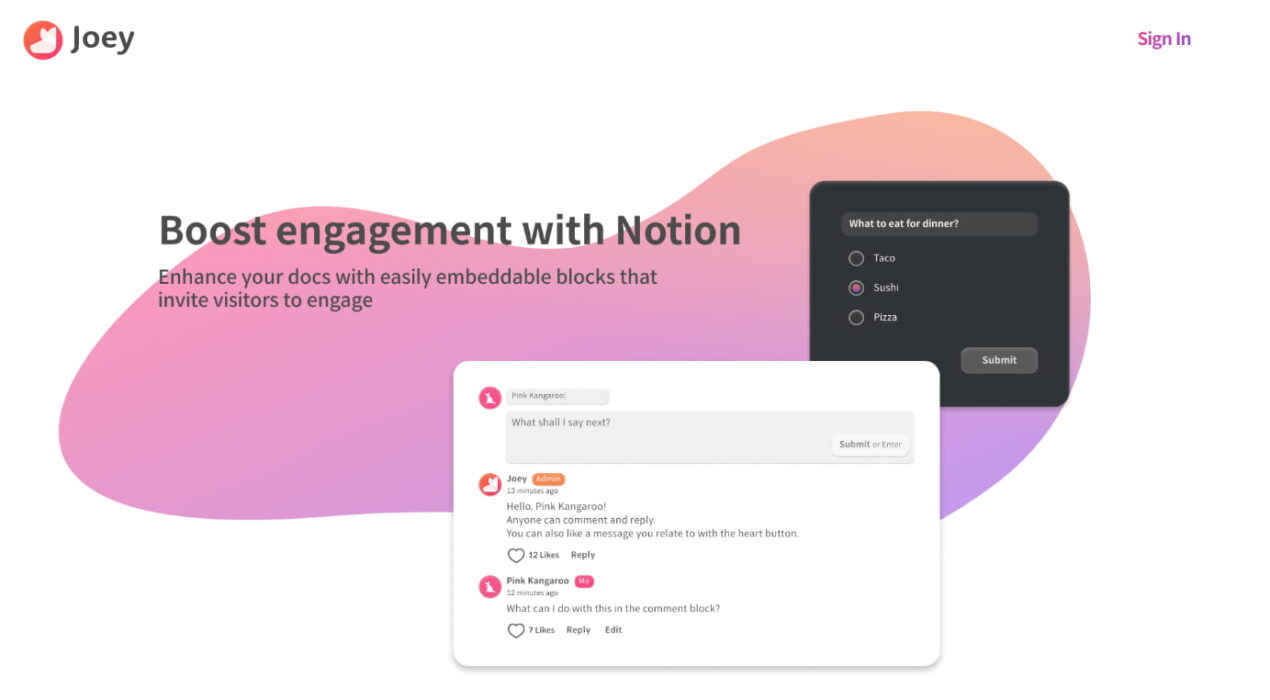 Joey
Sign In
Boost engagement with Notion
Enhance your docs with easily embeddable blocks that
invite visitors to engage
What to eat for dinner?
Taco
Sushi
Pizza
Submit
Pink Kangaroo!
What shall I say next?
Submit or Enter
Joey Admin
13 minutes ago
Hello, Pink Kangaroo!
Anyone can comment and reply.
You can also like a message you relate to with the heart button.
12 Likes Reply
Pink Kangaroo Me
12 minutes ago
What can I do with this in the comment block?
7 Likes Reply Edit